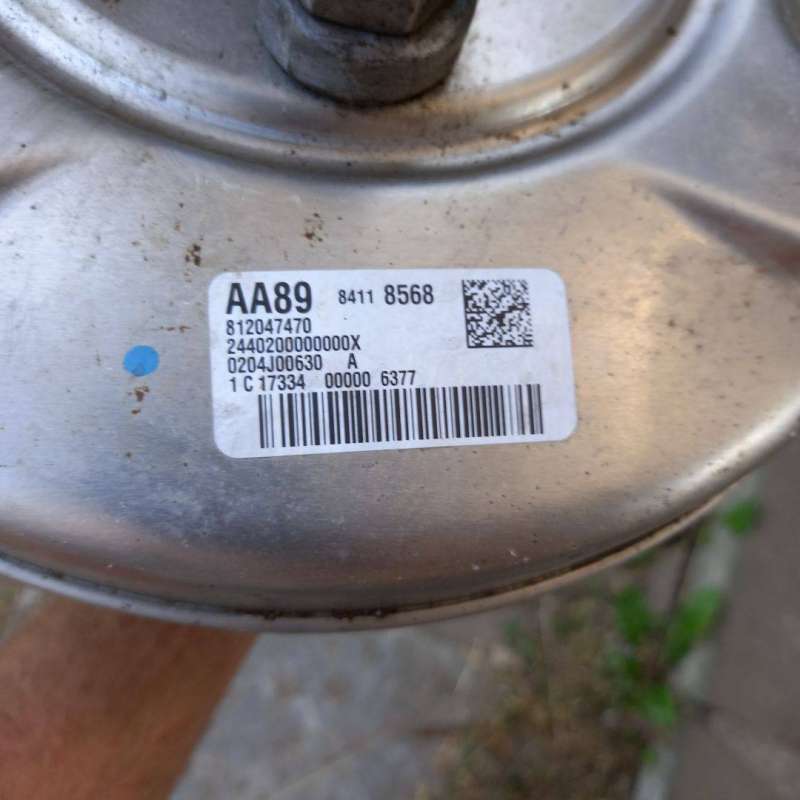 AA89 8411 8568
812047470
2440200000000X
0204J00630 A
1 C 17334 00000 6377